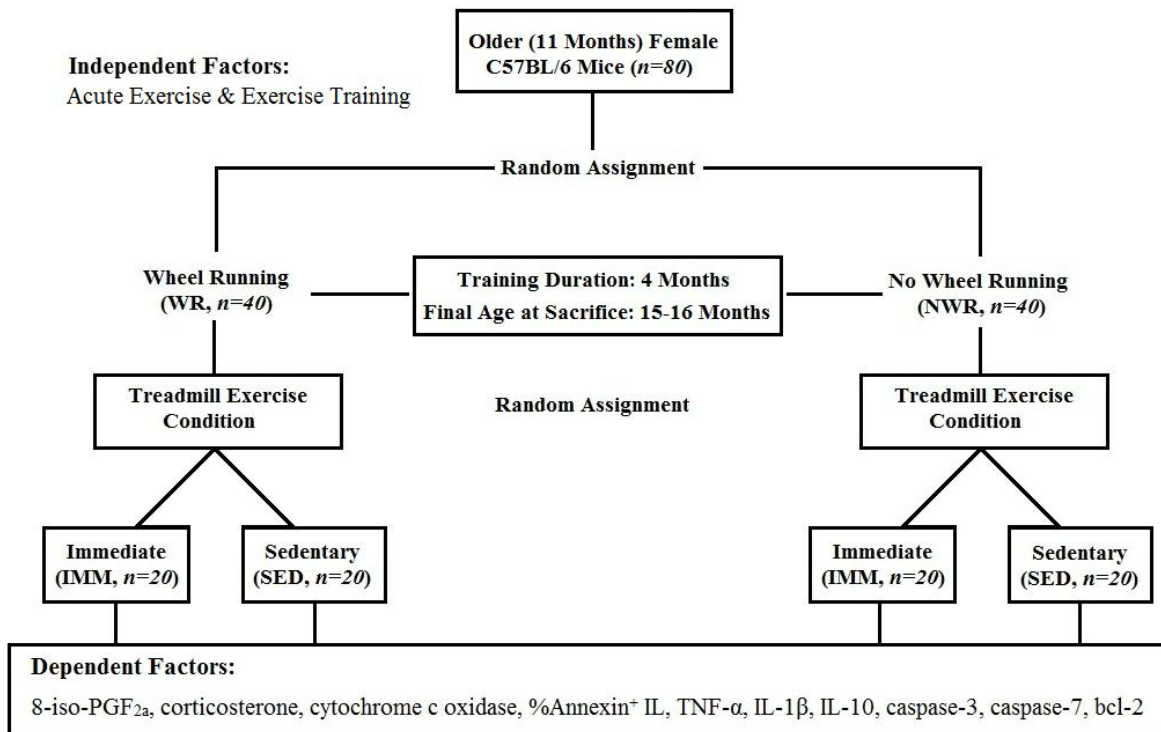 Older (11 Months) Female
C57BL/6 Mice (n=80)
Independent Factors:
Acute Exercise & Exercise Training
Random Assignment
Wheel Running
(WR, n=40)
Training Duration: 4 Months
Final Age at Sacrifice: 15-16 Months
No Wheel Running
(NWR, n=40)
Treadmill Exercise
Condition
Random Assignment
Treadmill Exercise
Condition
Immediate
(IMM, n=20)
Sedentary
(SED, n=20)
Immediate
(IMM, n=20)
Sedentary
(SED, n=20)
Dependent Factors:
8-iso-PGF2a, corticosterone, cytochrome c oxidase, %Annexin⁺ IL, TNF-α, IL-1β, IL-10, caspase-3, caspase-7, bcl-2